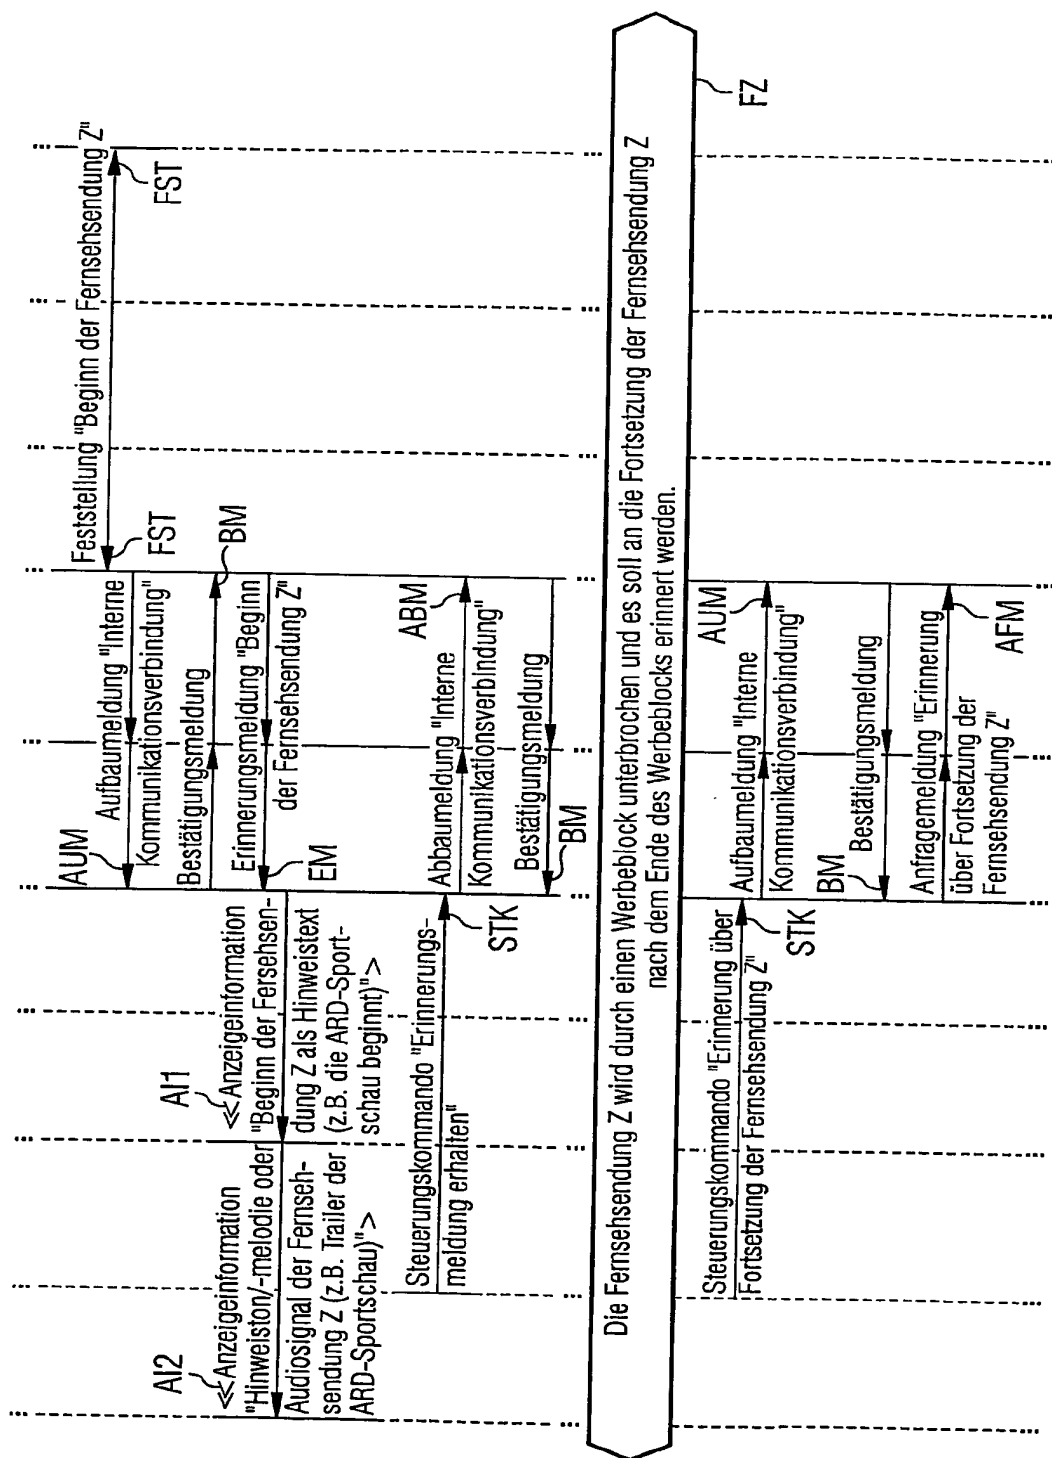 Feststellung "Beginn der Fernsehsendung Z"
FST
FST
AUM
Aufbaumeldung "Interne
Kommunikationsverbindung"
Bestätigungsmeldung
BM
Erinnerungsmeldung "Beginn
der Fernsehsendung Z"
EM
AI1
<<Anzeigeinformation
"Beginn der Fersehsen-
dung Z als Hinweistext
(z.B. die ARD-Sport-
schau beginnt)">
AI2
<<Anzeigeinformation
"Hinweiston/-melodie oder
Audiosignal der Fernseh-
sendung Z (z.B. Trailer der
ARD-Sportschau)">
Steuerungskommando "Erinnerungs-
meldung erhalten"
STK
Abbaumeldung "Interne
Kommunikationsverbindung"
ABM
Bestätigungsmeldung
BM
Die Fernsehsendung Z wird durch einen Werbeblock unterbrochen und es soll an die Fortsetzung der Fernsehsendung Z
nach dem Ende des Werbeblocks erinnert werden.
FZ
Steuerungskommando "Erinnerung über
Fortsetzung der Fernsehsendung Z"
STK
Aufbaumeldung "Interne
Kommunikationsverbindung"
AUM
Bestätigungsmeldung
BM
Anfragemeldung "Erinnerung
über Fortsetzung der
Fernsehsendung Z"
AFM